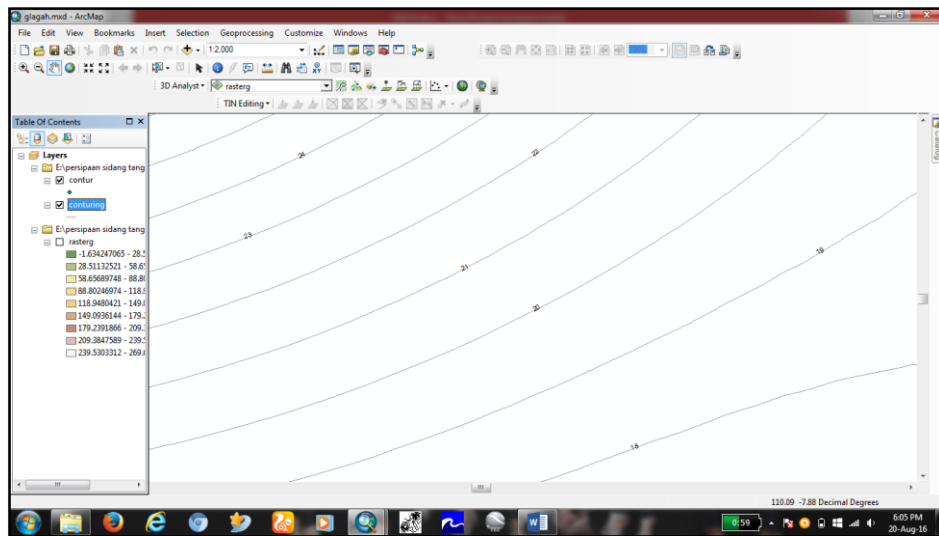 glagah.mxd - ArcMap
File Edit View Bookmarks Insert Selection Geoprocessing Customize Windows Help
1:2,000
3D Analyst rasterg
TIN Editing
Table Of Contents
Layers
E:\persipaan sidang tang
contur
conturing
E:\persipaan sidang tang
rasterg
-1.634247065 - 28.5
28.51132521 - 58.65
58.65689748 - 88.80
88.80246974 - 118.9
118.9480421 - 149.0
149.0936144 - 179.2
179.2391866 - 209.3
209.3847589 - 239.5
239.5303312 - 269.6
24
22
23
21
20
19
18
Catalog
110.09 -7.88 Decimal Degrees
0:59
6:05 PM
20-Aug-16